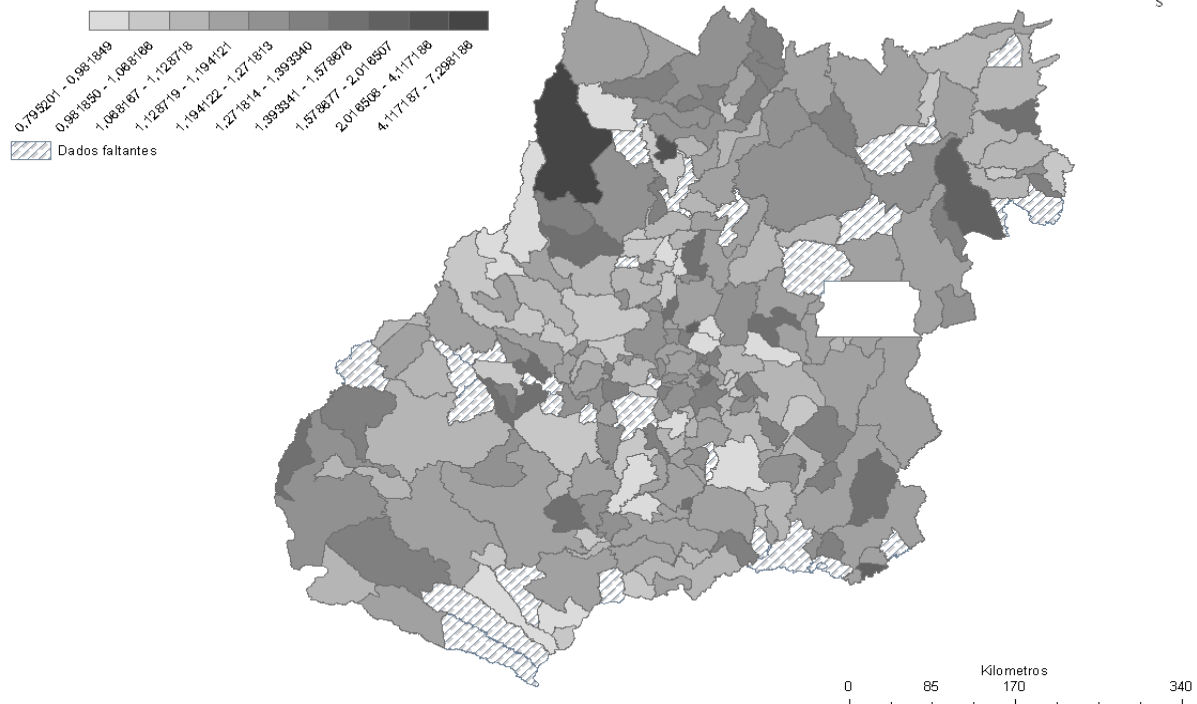 S
0,795201 - 0,981849
0,981850 - 1,068166
1,068167 - 1,128718
1,128719 - 1,194121
1,194122 - 1,271813
1,271814 - 1,393340
1,393341 - 1,578676
1,578677 - 2,016507
2,016508 - 4,117186
4,117187 - 7,298186
Dados faltantes
Kilometros
0 85 170 340